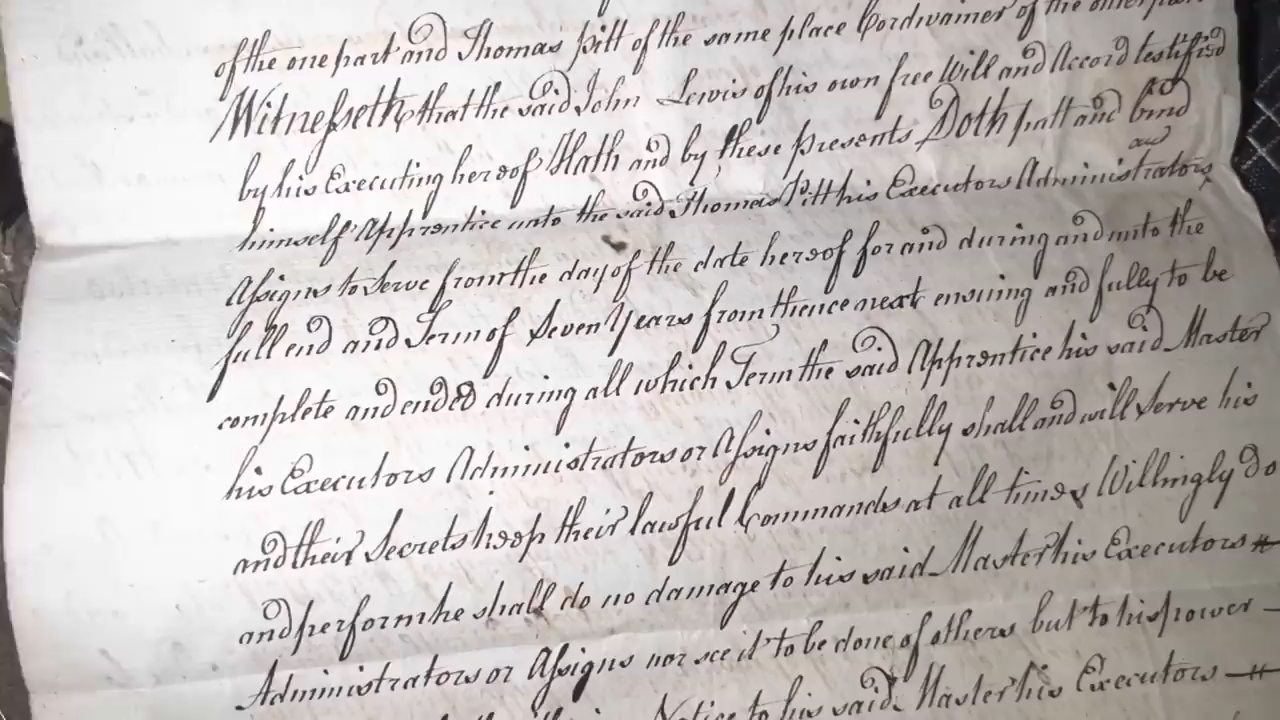 of the one part and Thomas Pitt of the same place Cordwainer of the other part
Witnesseth that the said John Lewis of his own free Will and Accord testified
by his Executing hereof Hath and by these presents Doth putt and bind
himself Apprentice unto the said Thomas Pitt his Executors Administrators and
Assigns to Serve from the day of the date hereof for and during and unto the
full end and Term of Seven Years from thence next ensuing and fully to be
complete and ended during all which Term the said Apprentice his said Master
his Executors Administrators or Assigns faithfully shall and will Serve his
and their Secrets keep their lawful Commands at all times Willingly do
and perform he shall do no damage to his said Master his Executors
Administrators or Assigns nor see it to be done of others but to his power
Notice to his said Master his Executors